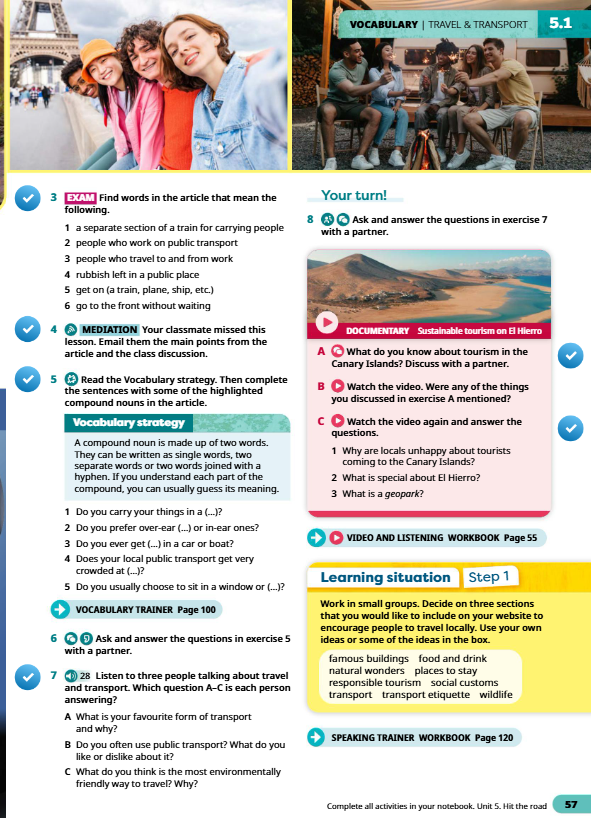 VOCABULARY | TRAVEL & TRANSPORT 5.1
3 EXAM Find words in the article that mean the
following.
1 a separate section of a train for carrying people
2 people who work on public transport
3 people who travel to and from work
4 rubbish left in a public place
5 get on (a train, plane, ship, etc.)
6 go to the front without waiting
4 MEDIATION Your classmate missed this
lesson. Email them the main points from the
article and the class discussion.
5 Read the Vocabulary strategy. Then complete
the sentences with some of the highlighted
compound nouns in the article.
Vocabulary strategy
A compound noun is made up of two words.
They can be written as single words, two
separate words or two words joined with a
hyphen. If you understand each part of the
compound, you can usually guess its meaning.
1 Do you carry your things in a (...)?
2 Do you prefer over-ear (...) or in-ear ones?
3 Do you ever get (...) in a car or boat?
4 Does your local public transport get very
crowded at (...)?
5 Do you usually choose to sit in a window or (...)?
VOCABULARY TRAINER Page 100
6 Ask and answer the questions in exercise 5
with a partner.
7 28 Listen to three people talking about travel
and transport. Which question A–C is each person
answering?
A What is your favourite form of transport
and why?
B Do you often use public transport? What do you
like or dislike about it?
C What do you think is the most environmentally
friendly way to travel? Why?
Your turn!
8 Ask and answer the questions in exercise 7
with a partner.
DOCUMENTARY Sustainable tourism on El Hierro
A What do you know about tourism in the
Canary Islands? Discuss with a partner.
B Watch the video. Were any of the things
you discussed in exercise A mentioned?
C Watch the video again and answer the
questions.
1 Why are locals unhappy about tourists
coming to the Canary Islands?
2 What is special about El Hierro?
3 What is a geopark?
VIDEO AND LISTENING WORKBOOK Page 55
Learning situation Step 1
Work in small groups. Decide on three sections
that you would like to include on your website to
encourage people to travel locally. Use your own
ideas or some of the ideas in the box.
famous buildings food and drink
natural wonders places to stay
responsible tourism social customs
transport transport etiquette wildlife
SPEAKING TRAINER WORKBOOK Page 120
Complete all activities in your notebook. Unit 5. Hit the road 57